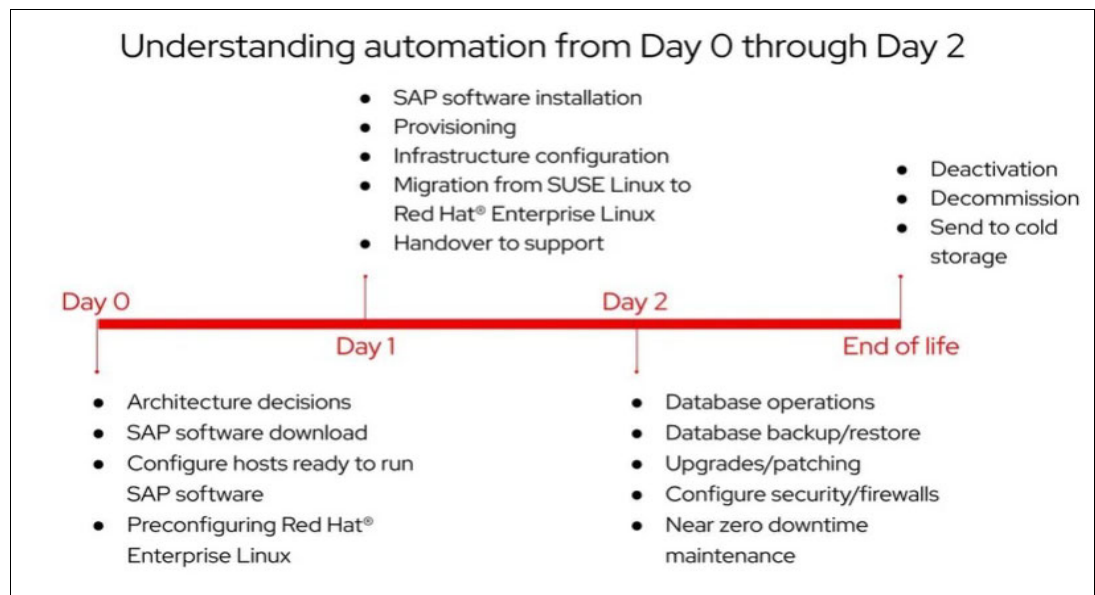 Understanding automation from Day 0 through Day 2
SAP software installation
Provisioning
Infrastructure configuration
Migration from SUSE Linux to
Red Hat® Enterprise Linux
Handover to support
Deactivation
Decommission
Send to cold
storage
Day 0
Day 2
Day 1
End of life
Architecture decisions
SAP software download
Configure hosts ready to run
SAP software
Preconfiguring Red Hat®
Enterprise Linux
Database operations
Database backup/restore
Upgrades/patching
Configure security/firewalls
Near zero downtime
maintenance